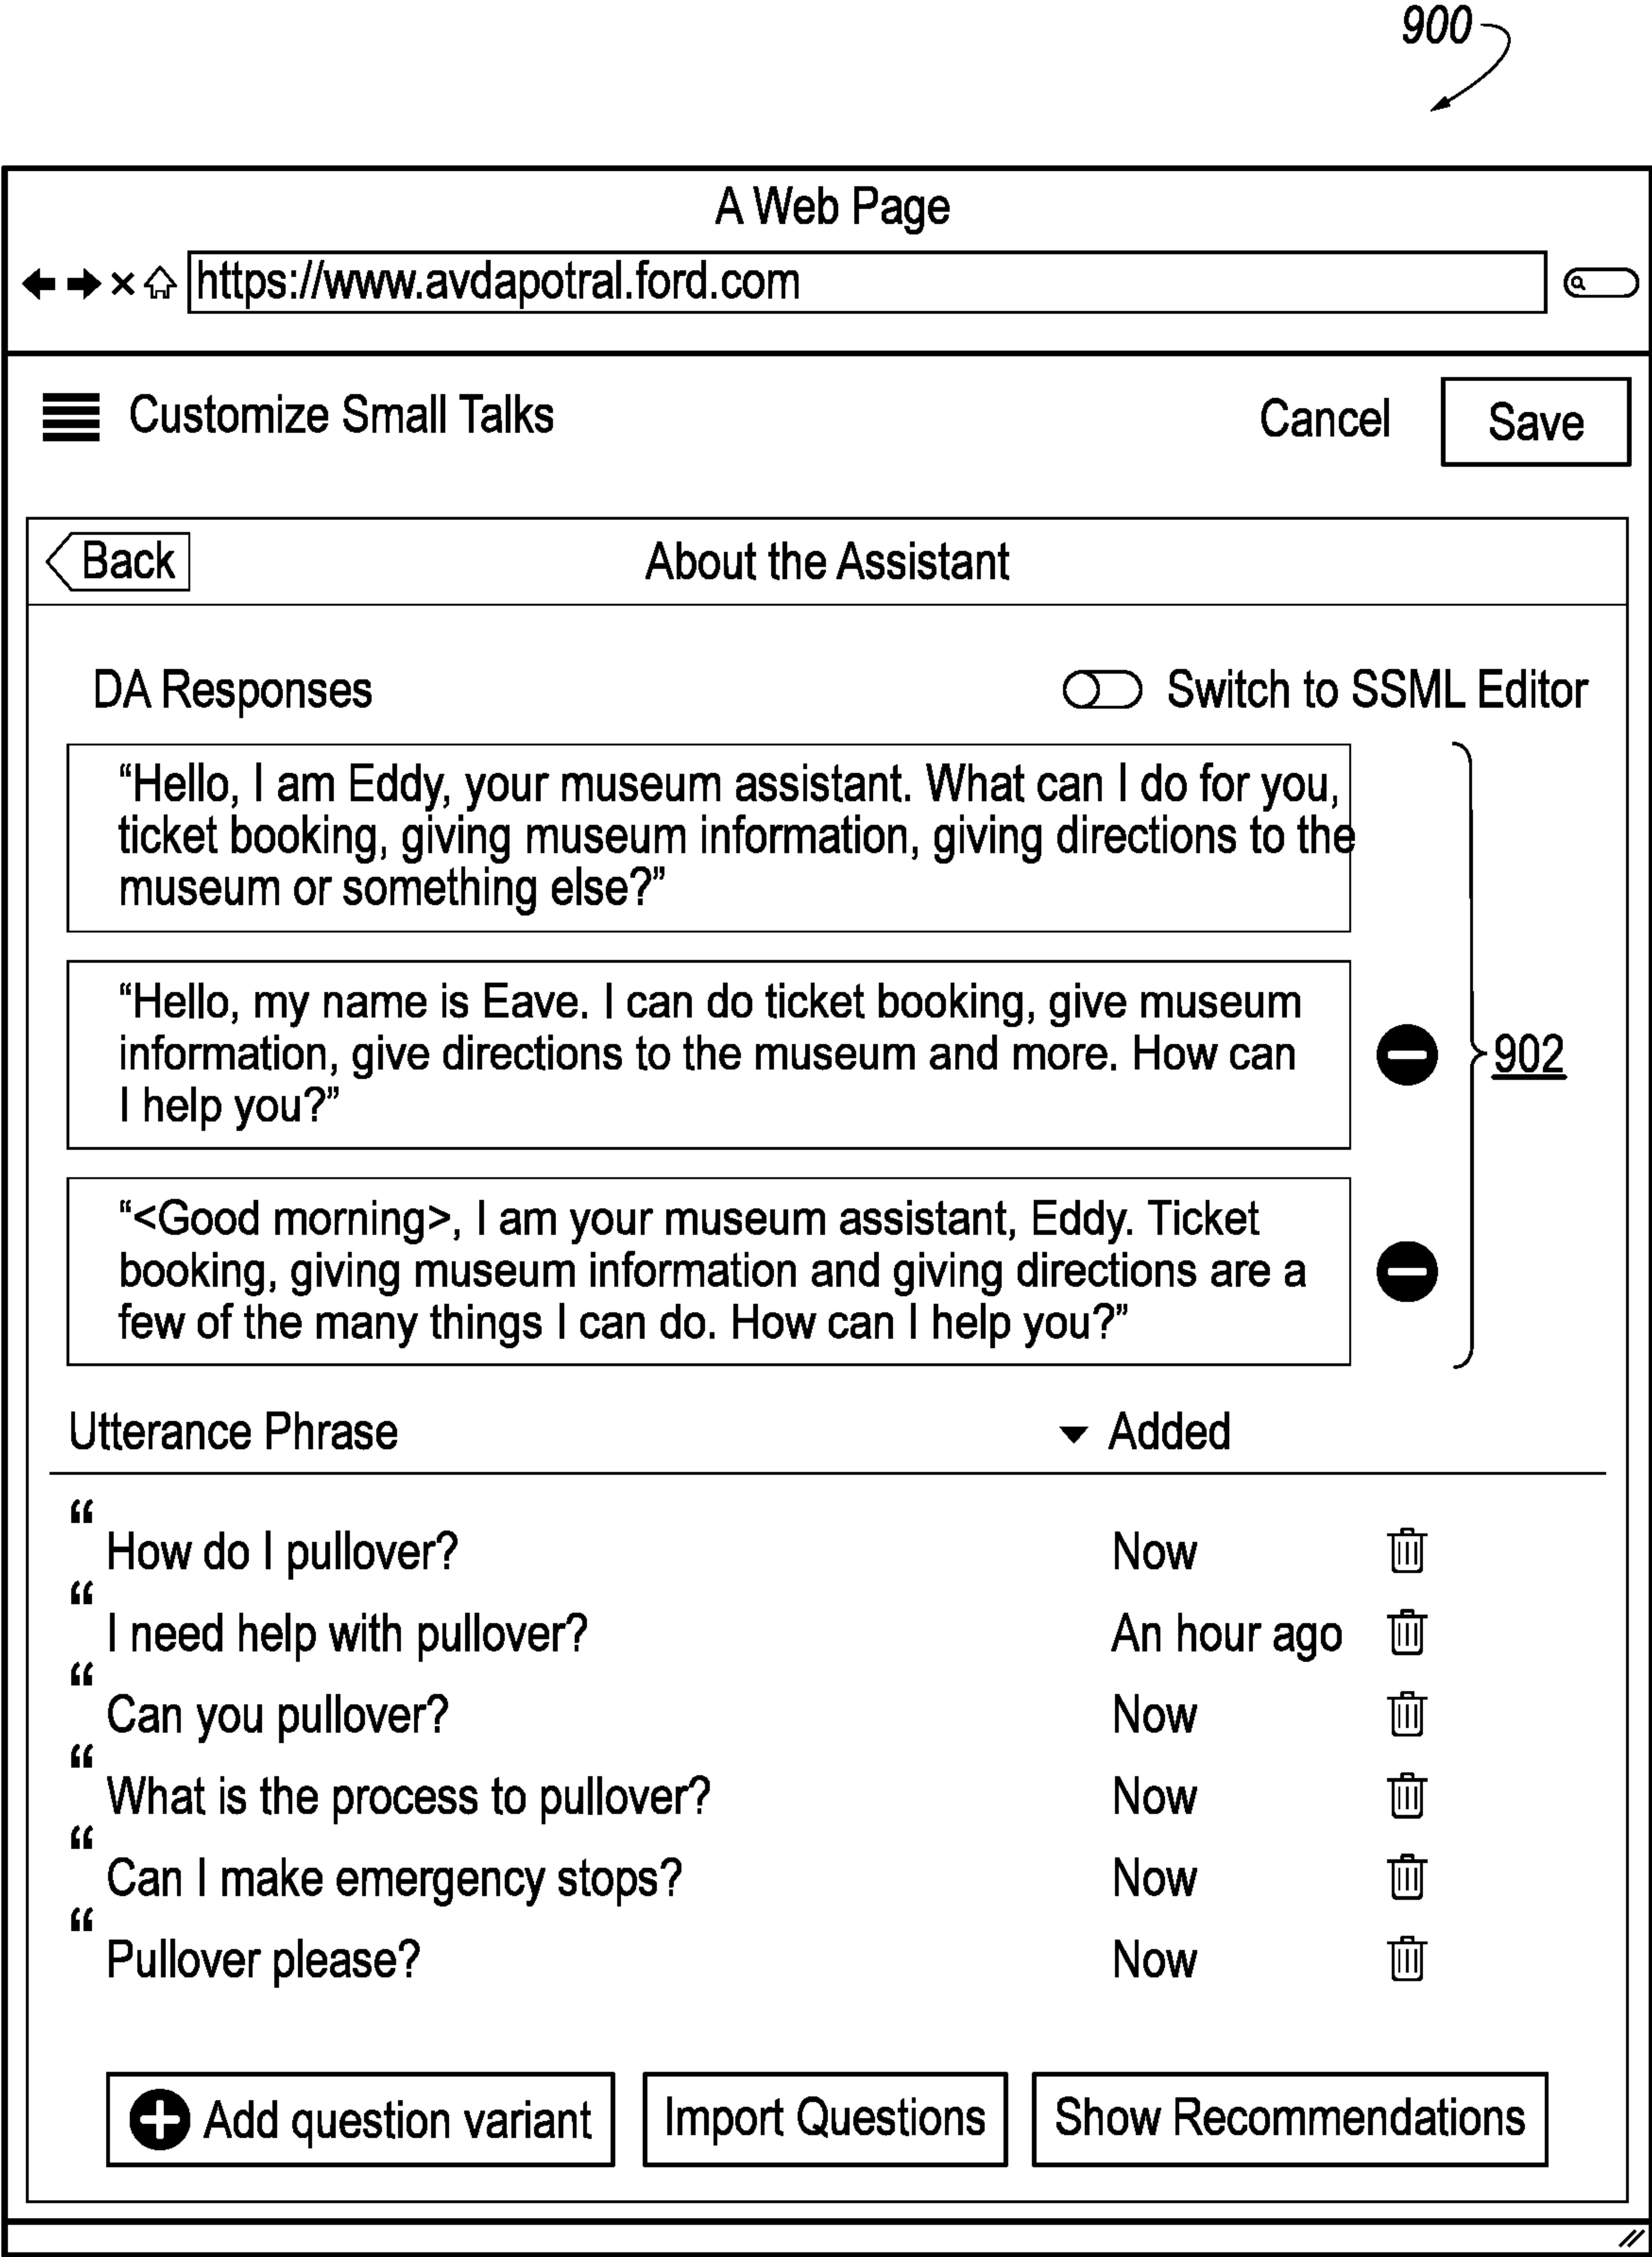 900
A Web Page
https://www.avdapotral.ford.com
Customize Small Talks
Cancel
Save
Back
About the Assistant
DA Responses
Switch to SSML Editor
“Hello, I am Eddy, your museum assistant. What can I do for you,
ticket booking, giving museum information, giving directions to the
museum or something else?”
“Hello, my name is Eave. I can do ticket booking, give museum
information, give directions to the museum and more. How can
I help you?”
902
“<Good morning>, I am your museum assistant, Eddy. Ticket
booking, giving museum information and giving directions are a
few of the many things I can do. How can I help you?”
Utterance Phrase
Added
“ How do I pullover? Now
“ I need help with pullover? An hour ago
“ Can you pullover? Now
“ What is the process to pullover? Now
“ Can I make emergency stops? Now
“ Pullover please? Now
Add question variant
Import Questions
Show Recommendations